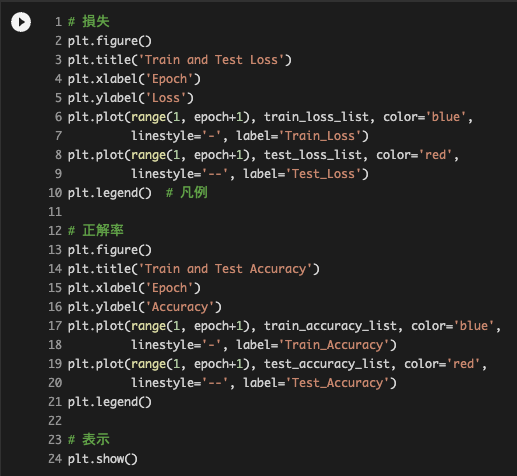 1 # 損失
2 plt.figure()
3 plt.title('Train and Test Loss')
4 plt.xlabel('Epoch')
5 plt.ylabel('Loss')
6 plt.plot(range(1, epoch+1), train_loss_list, color='blue',
7          linestyle='-', label='Train_Loss')
8 plt.plot(range(1, epoch+1), test_loss_list, color='red',
9          linestyle='--', label='Test_Loss')
10 plt.legend()  # 凡例
11
12 # 正解率
13 plt.figure()
14 plt.title('Train and Test Accuracy')
15 plt.xlabel('Epoch')
16 plt.ylabel('Accuracy')
17 plt.plot(range(1, epoch+1), train_accuracy_list, color='blue',
18          linestyle='-', label='Train_Accuracy')
19 plt.plot(range(1, epoch+1), test_accuracy_list, color='red',
20          linestyle='--', label='Test_Accuracy')
21 plt.legend()
22
23 # 表示
24 plt.show()